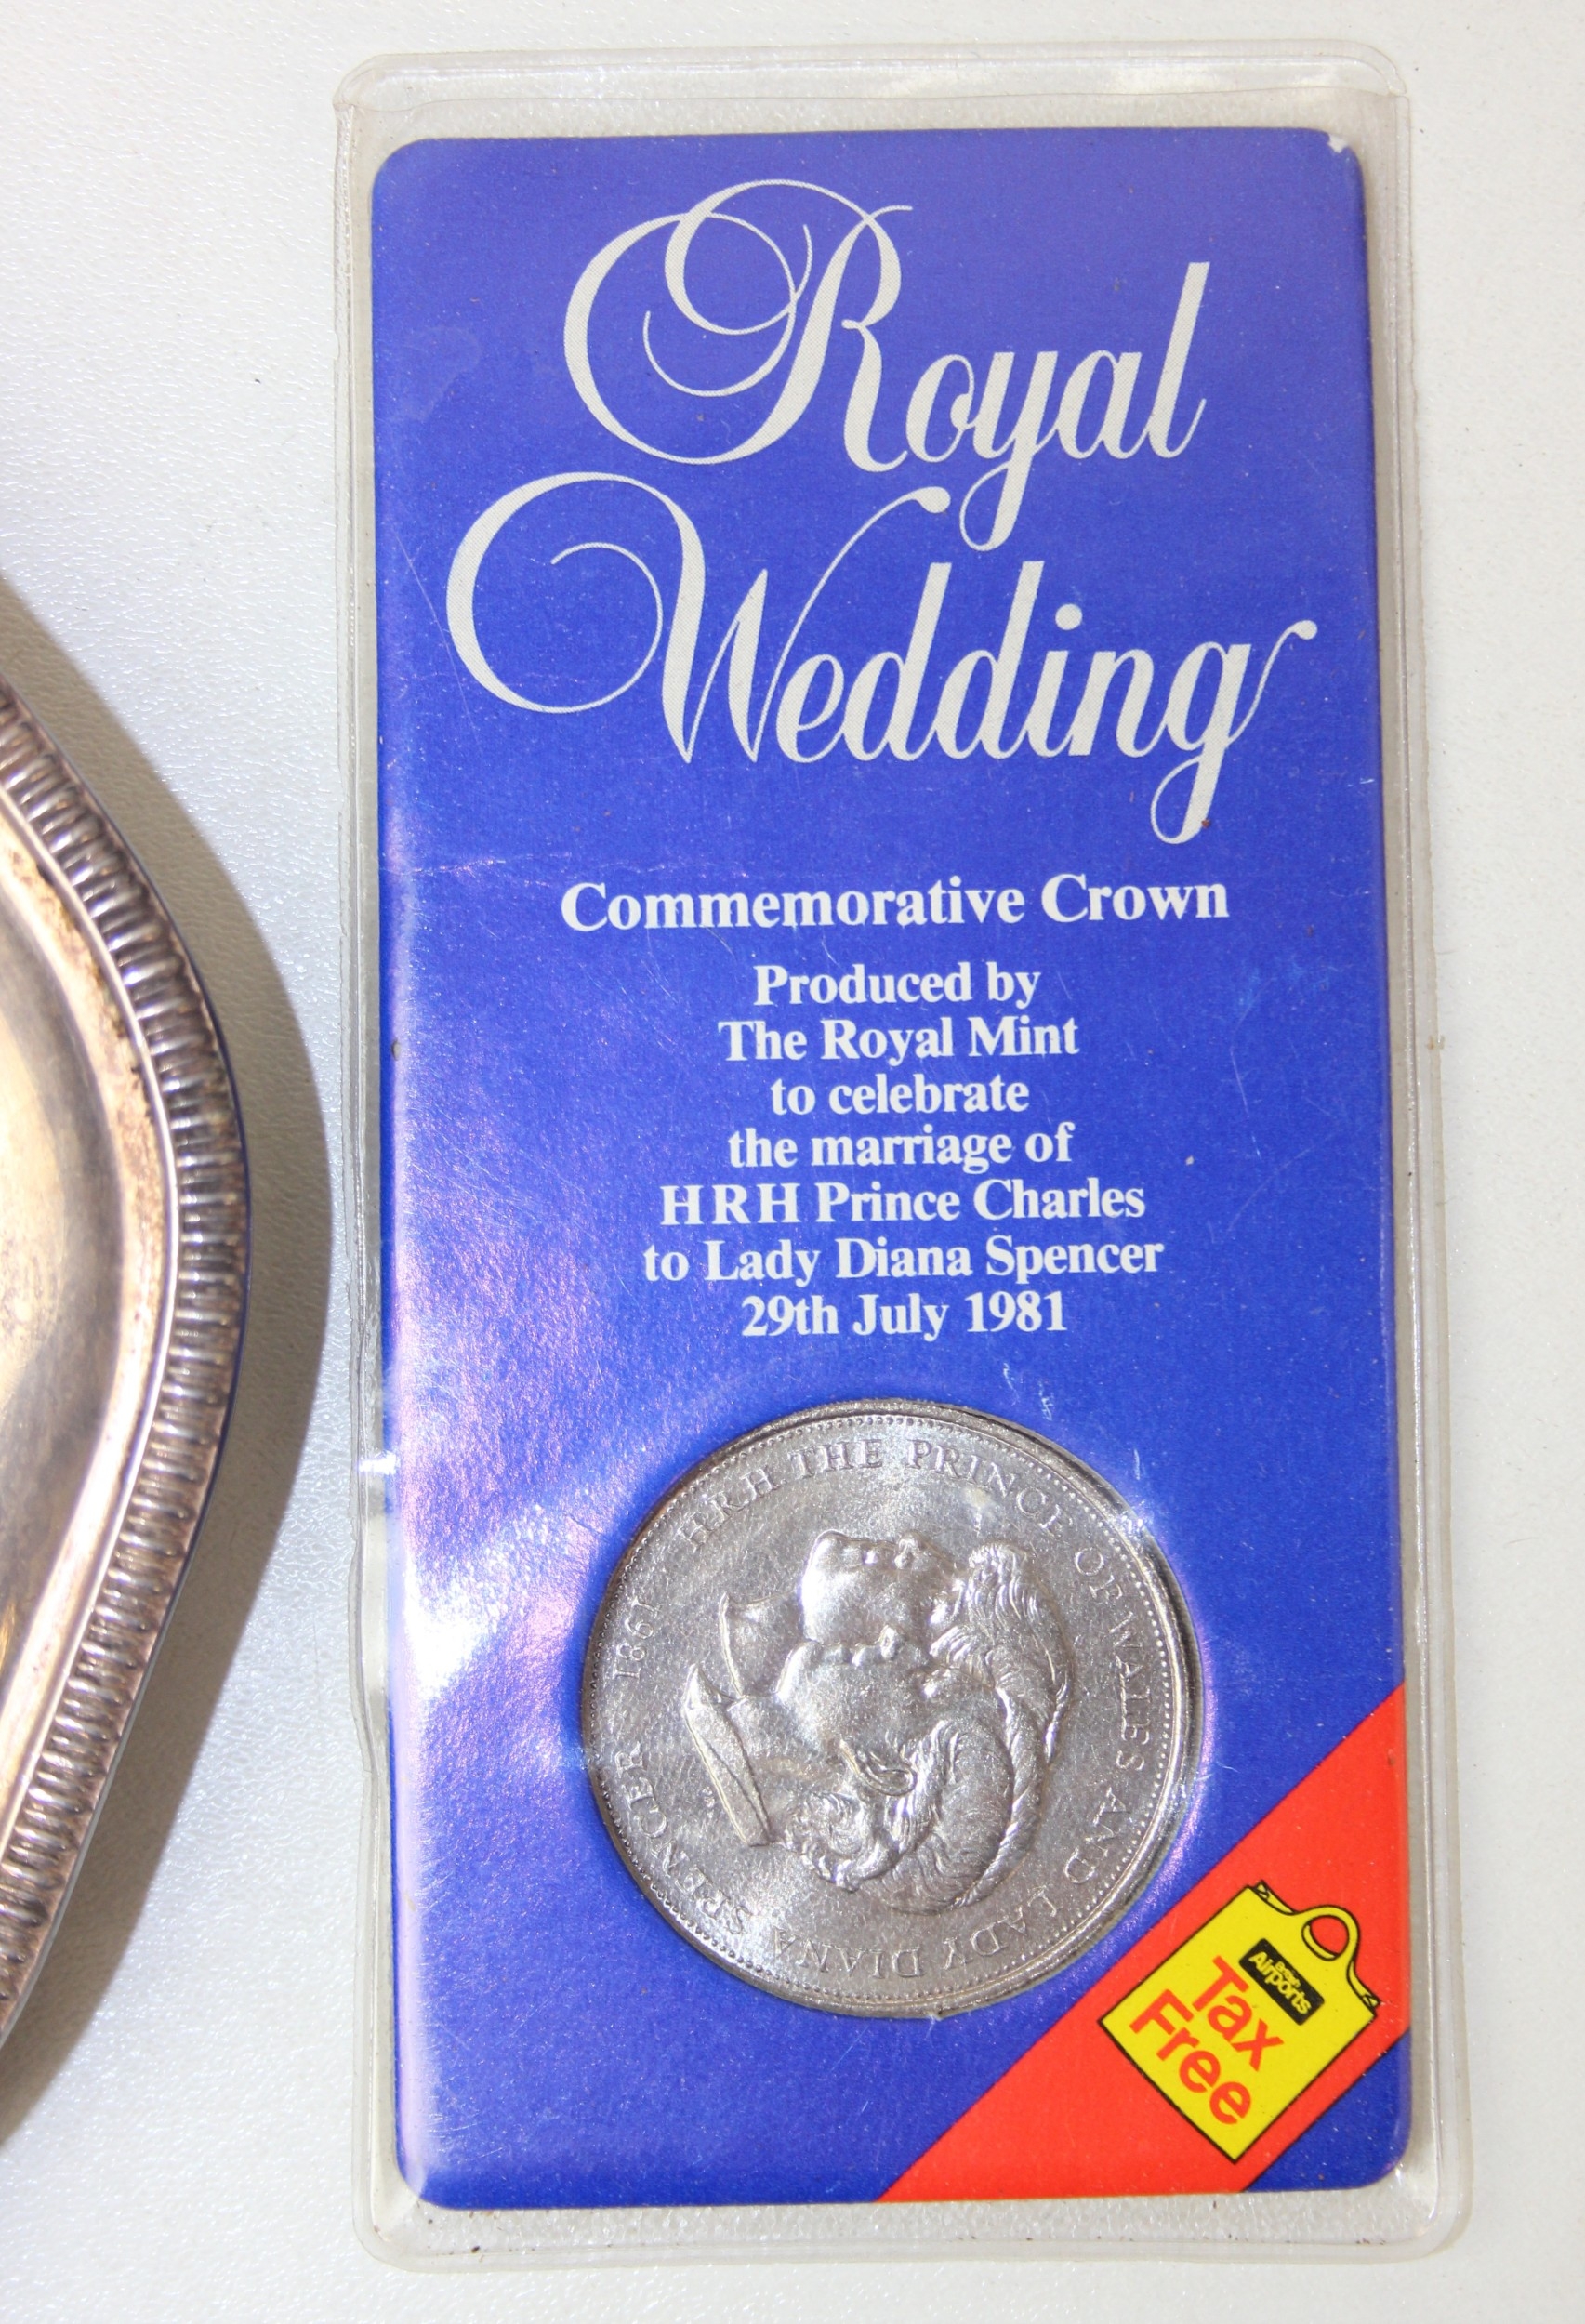 Royal
Wedding
Commemorative Crown
Produced by
The Royal Mint
to celebrate
the marriage of
HRH Prince Charles
to Lady Diana Spencer
29th July 1981
HRH THE PRINCE OF WALES AND LADY DIANA SPENCER 1981
British
Airports
Tax
Free